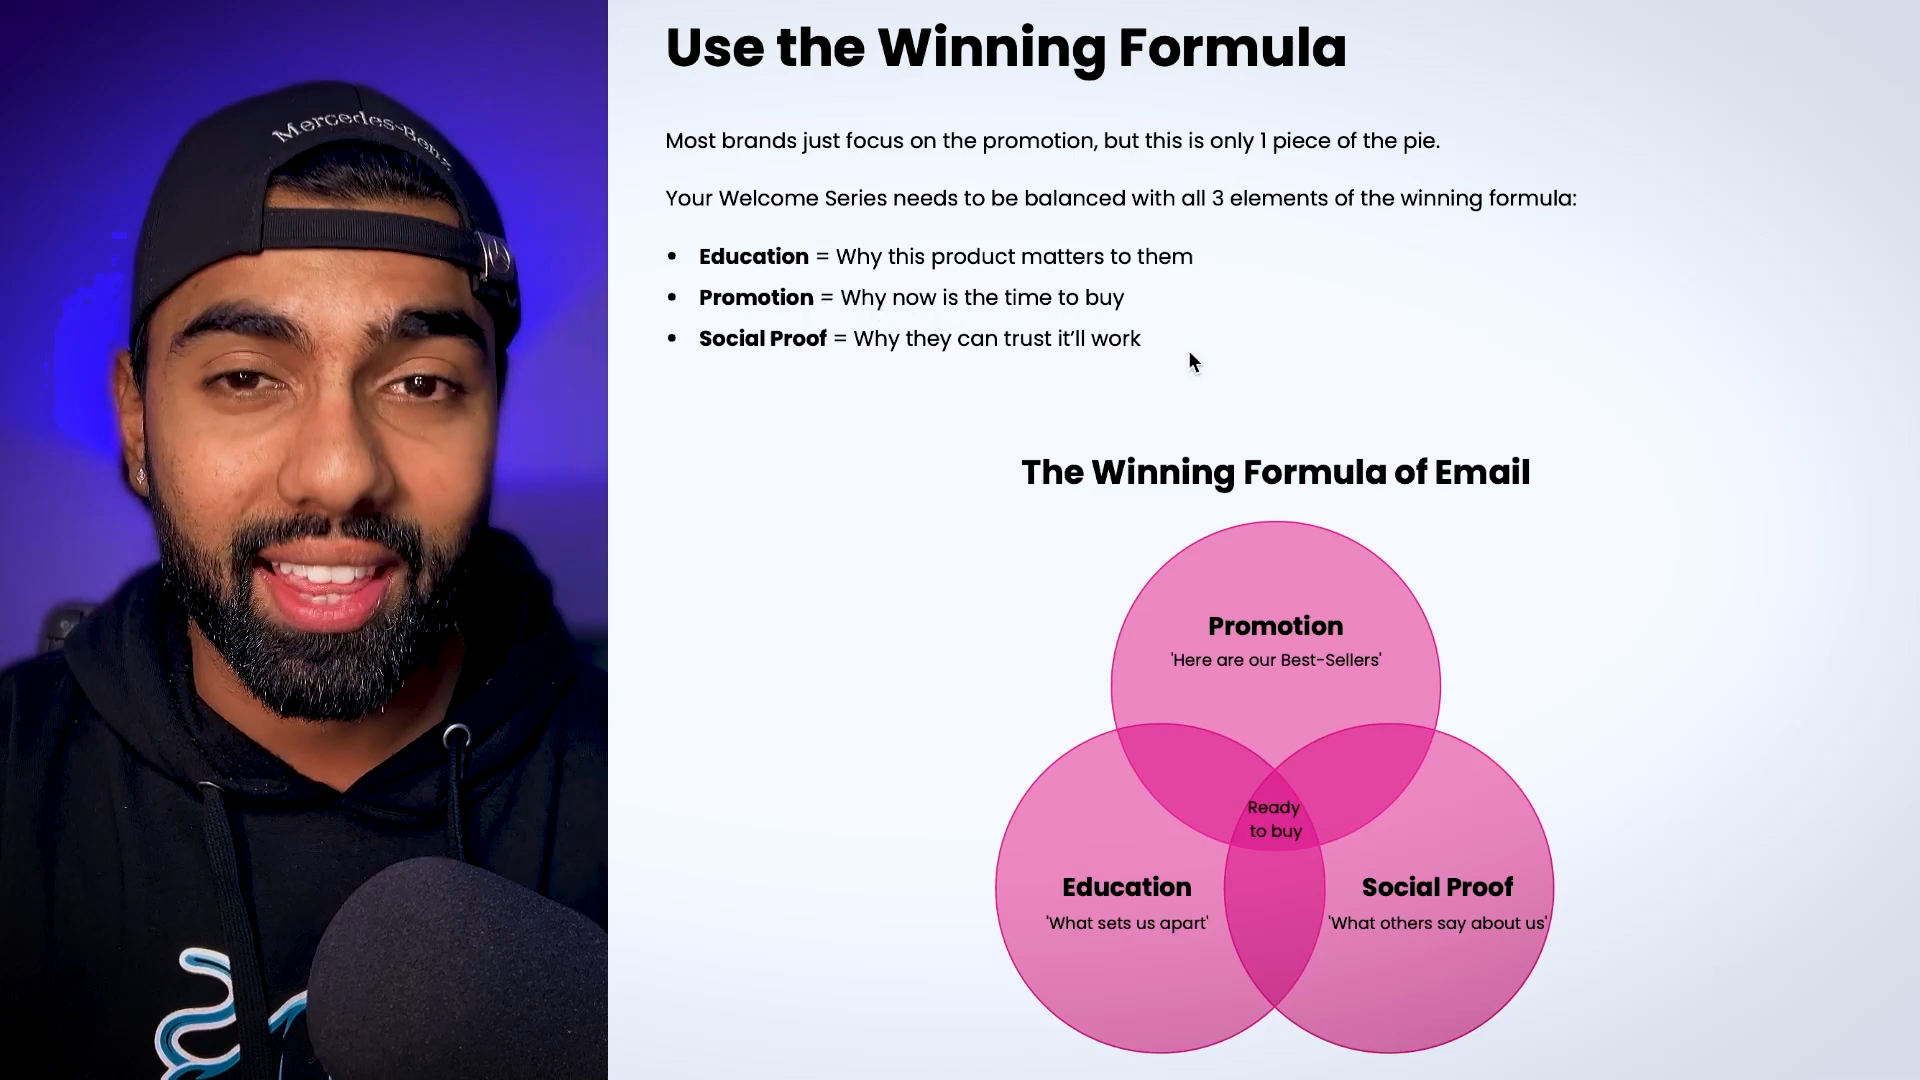 Mercedes-Benz
Use the Winning Formula
Most brands just focus on the promotion, but this is only 1 piece of the pie.
Your Welcome Series needs to be balanced with all 3 elements of the winning formula:
• Education = Why this product matters to them
• Promotion = Why now is the time to buy
• Social Proof = Why they can trust it’ll work
The Winning Formula of Email
Promotion
'Here are our Best-Sellers'
Ready
to buy
Education
'What sets us apart'
Social Proof
'What others say about us'